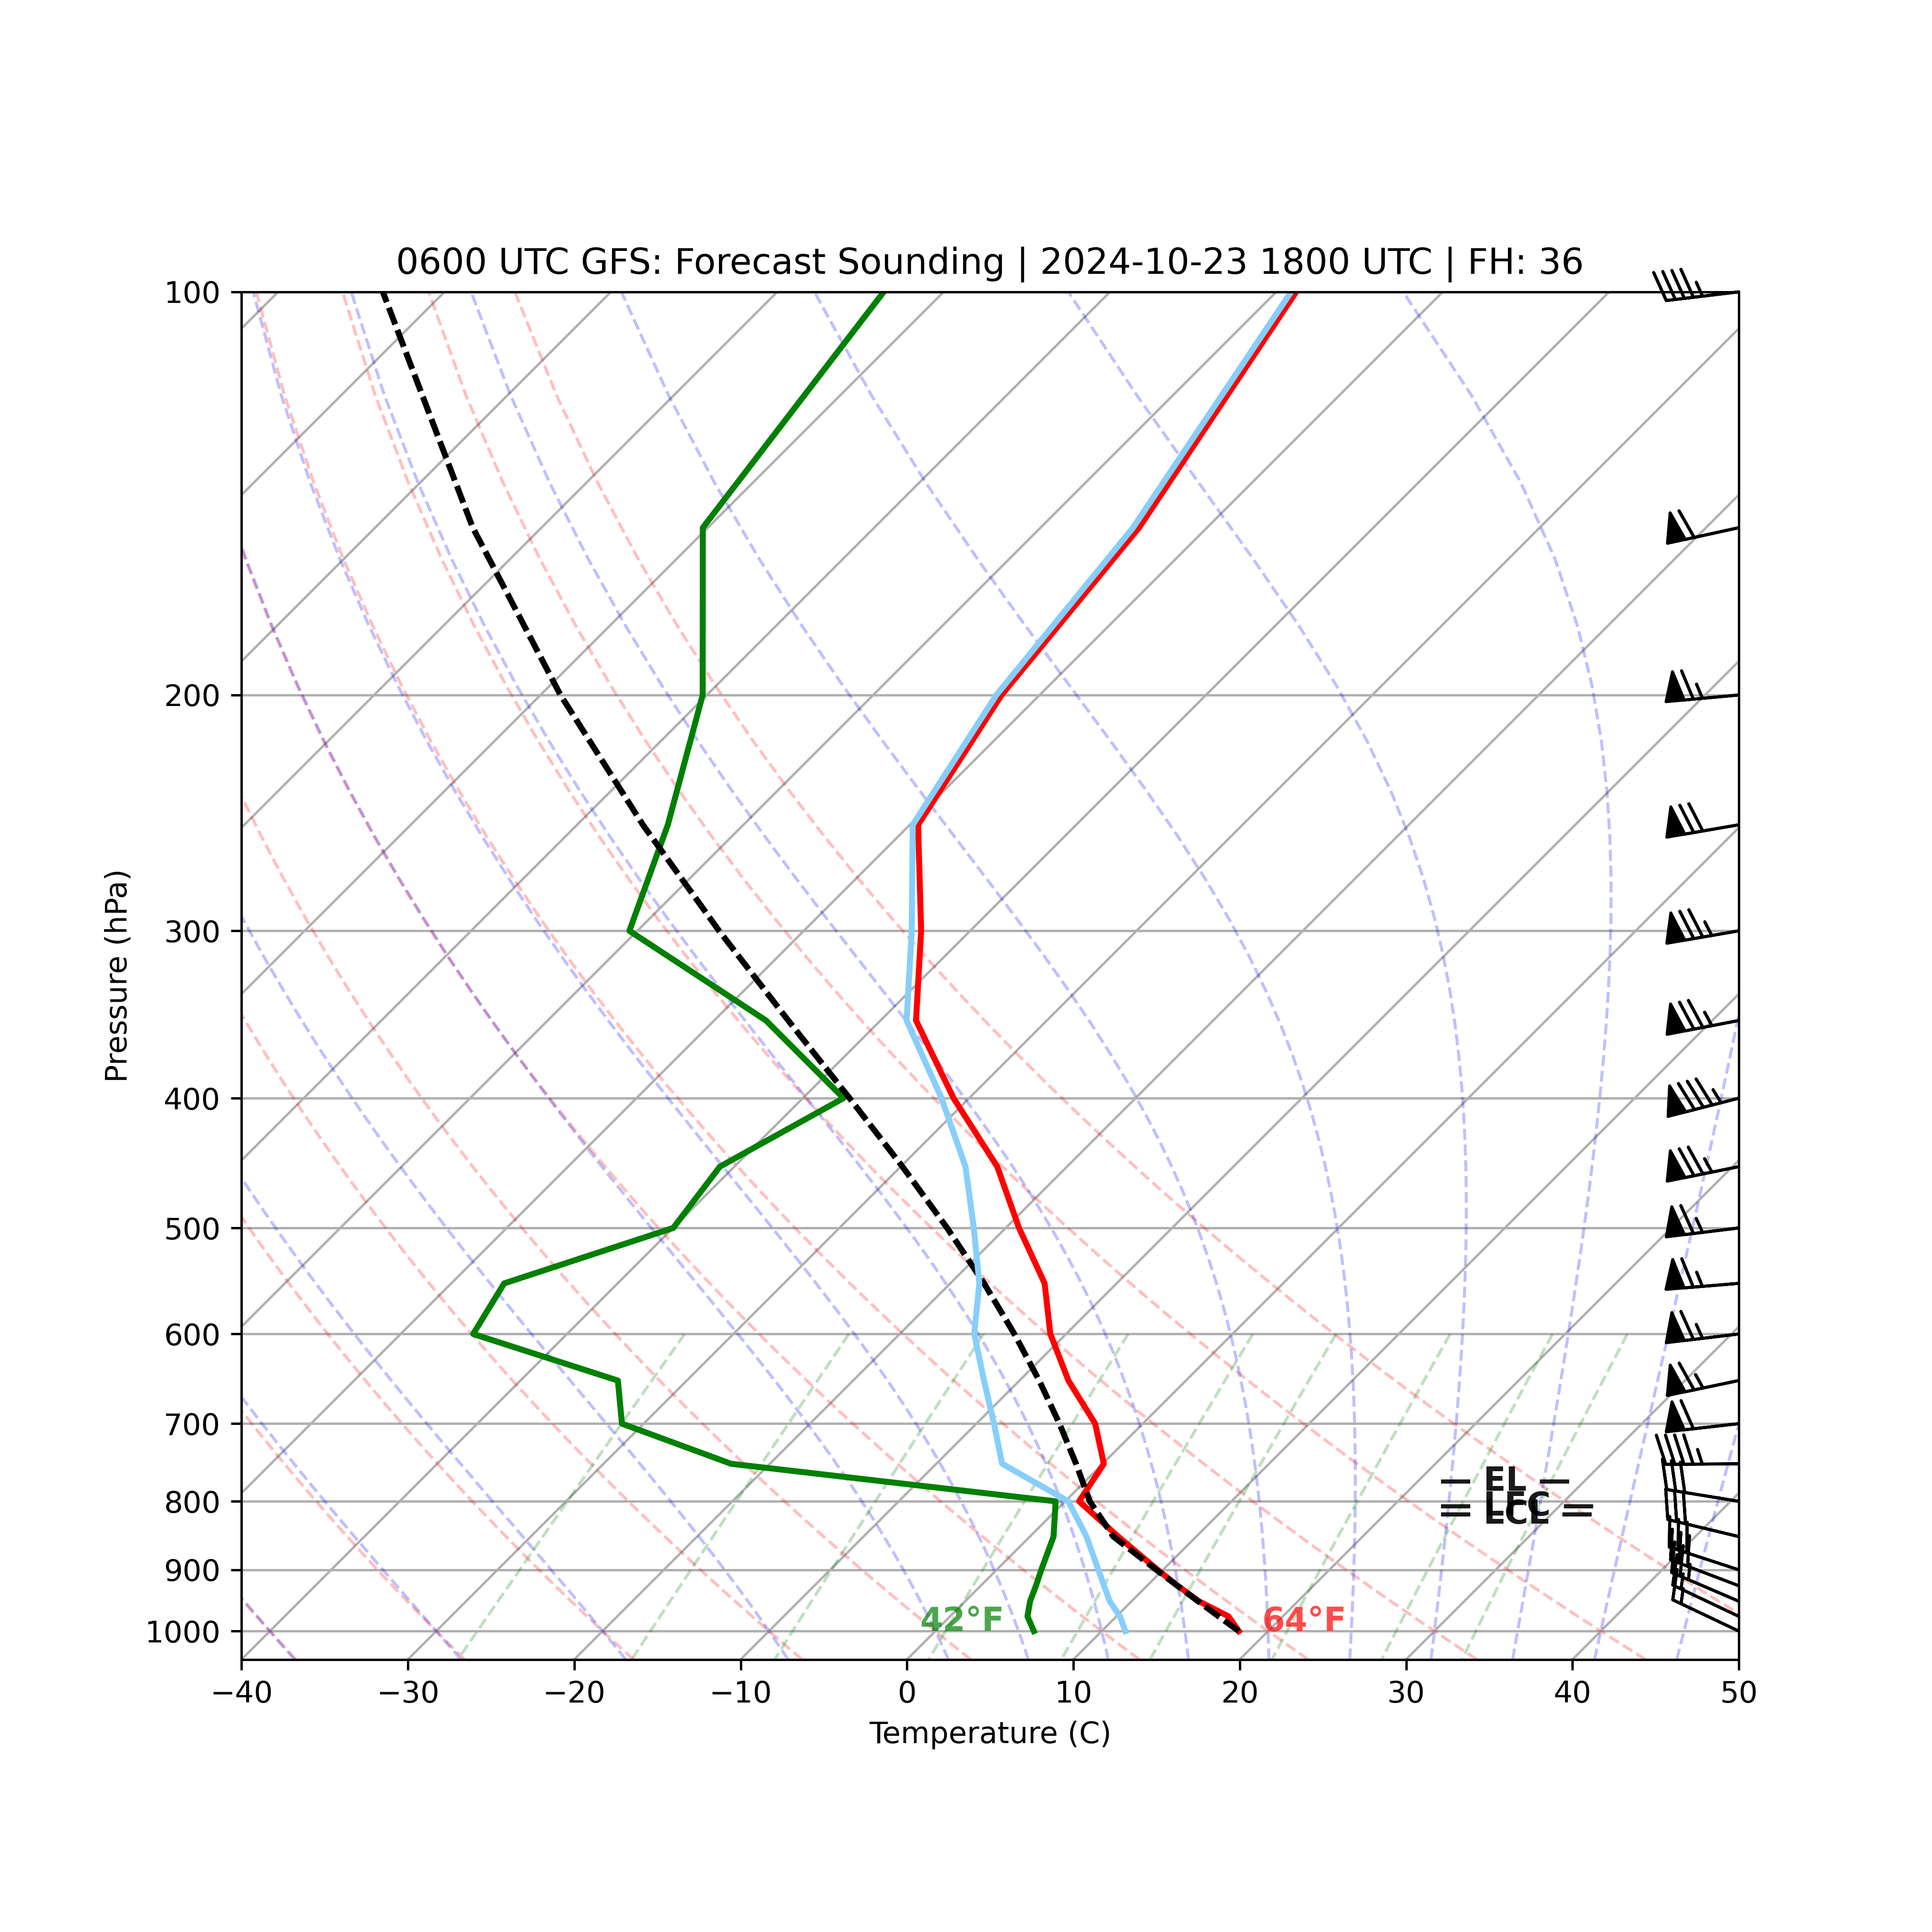 0600 UTC GFS: Forecast Sounding | 2024-10-23 1800 UTC | FH: 36
100
200
300
400
500
600
700
800
900
1000
Pressure (hPa)
— EL —
— LFC —
— LCL —
42°F
64°F
−40 −30 −20 −10 0 10 20 30 40 50
Temperature (C)